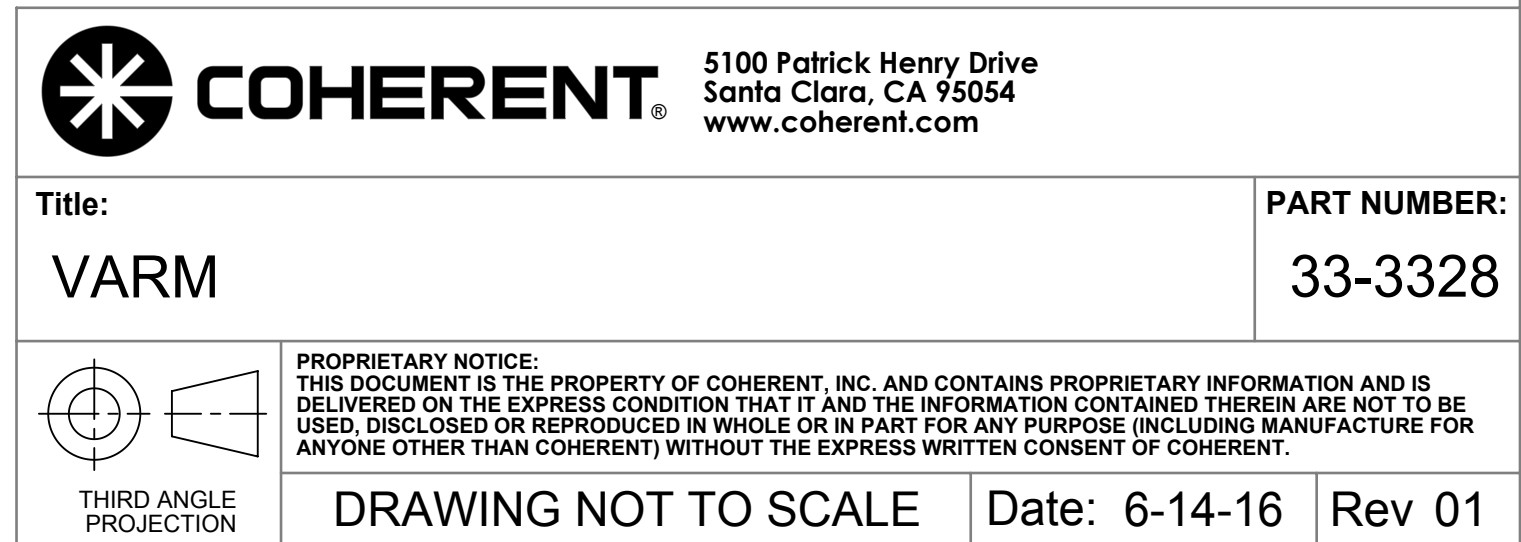 COHERENT®
5100 Patrick Henry Drive
Santa Clara, CA 95054
www.coherent.com
Title:
VARM
PART NUMBER:
33-3328
THIRD ANGLE
PROJECTION
PROPRIETARY NOTICE:
THIS DOCUMENT IS THE PROPERTY OF COHERENT, INC. AND CONTAINS PROPRIETARY INFORMATION AND IS
DELIVERED ON THE EXPRESS CONDITION THAT IT AND THE INFORMATION CONTAINED THEREIN ARE NOT TO BE
USED, DISCLOSED OR REPRODUCED IN WHOLE OR IN PART FOR ANY PURPOSE (INCLUDING MANUFACTURE FOR
ANYONE OTHER THAN COHERENT) WITHOUT THE EXPRESS WRITTEN CONSENT OF COHERENT.
DRAWING NOT TO SCALE
Date: 6-14-16
Rev 01